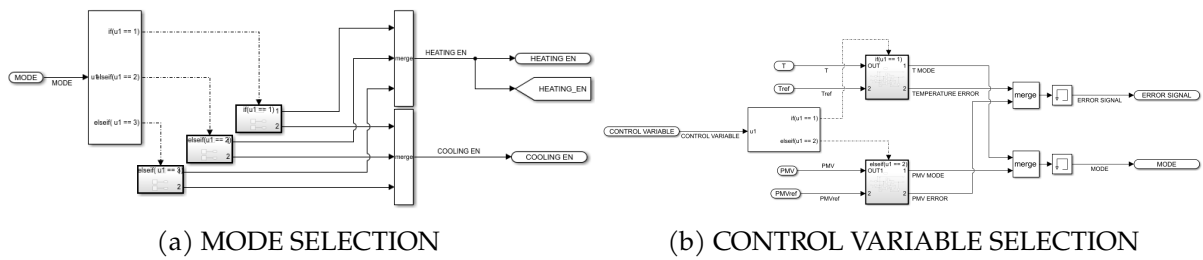 if(u1 == 1)
MODE
MODE
u1
elseif(u1 == 2)
elseif( u1 == 3)
if(u1 == 1)
1
2
elseif(u1 == 2)
2
elseif( u1 == 3)
2
merge
HEATING EN
HEATING EN
HEATING_EN
merge
COOLING EN
COOLING EN
(a) MODE SELECTION
T
T
Tref
Tref
if(u1 == 1)
OUT
1
2
2
T MODE
TEMPERATURE ERROR
CONTROL VARIABLE
CONTROL VARIABLE
u1
if(u1 == 1)
elseif(u1 == 2)
PMV
PMV
PMVref
PMVref
elseif(u1 == 2)
OUT1
1
2
2
PMV MODE
PMV ERROR
merge
ERROR SIGNAL
ERROR SIGNAL
merge
MODE
MODE
(b) CONTROL VARIABLE SELECTION